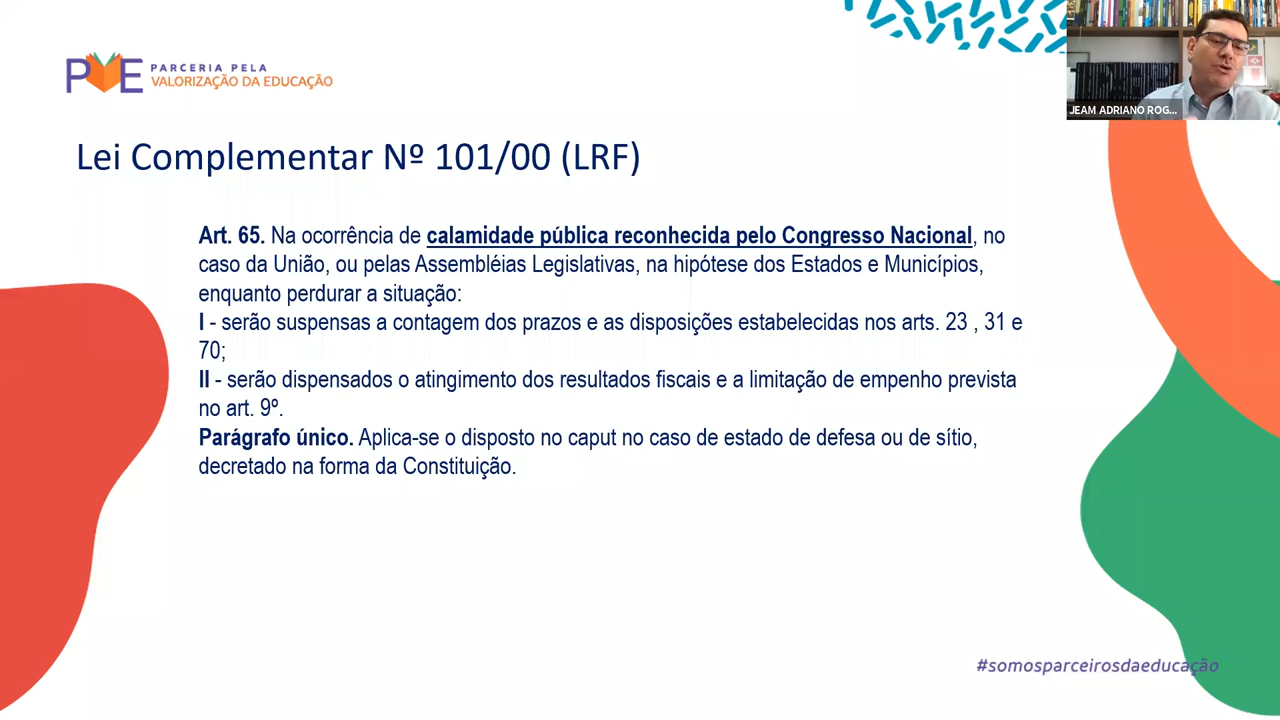 PVE PARCERIA PELA
VALORIZAÇÃO DA EDUCAÇÃO
JEAM ADRIANO ROG...
Lei Complementar Nº 101/00 (LRF)
Art. 65. Na ocorrência de calamidade pública reconhecida pelo Congresso Nacional, no
caso da União, ou pelas Assembléias Legislativas, na hipótese dos Estados e Municípios,
enquanto perdurar a situação:
I - serão suspensas a contagem dos prazos e as disposições estabelecidas nos arts. 23 , 31 e
70;
II - serão dispensados o atingimento dos resultados fiscais e a limitação de empenho prevista
no art. 9º.
Parágrafo único. Aplica-se o disposto no caput no caso de estado de defesa ou de sítio,
decretado na forma da Constituição.
#somosparceirosdaeducação